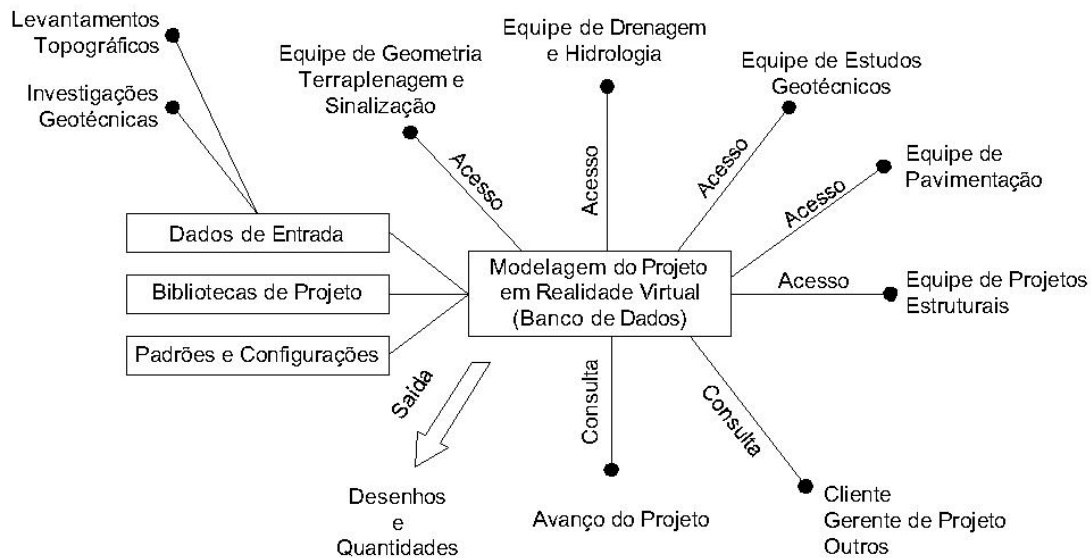 Levantamentos
Topográficos
Investigações
Geotécnicas
Equipe de Geometria
Terraplenagem e
Sinalização
Equipe de Drenagem
e Hidrologia
Equipe de Estudos
Geotécnicos
Equipe de
Pavimentação
Equipe de Projetos
Estruturais
Acesso
Acesso
Acesso
Acesso
Acesso
Dados de Entrada
Bibliotecas de Projeto
Padrões e Configurações
Modelagem do Projeto
em Realidade Virtual
(Banco de Dados)
Saida
Consulta
Consulta
Desenhos
e
Quantidades
Avanço do Projeto
Cliente
Gerente de Projeto
Outros